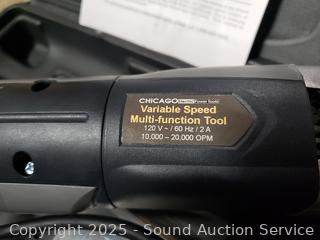 CHICAGO Electric Power Tools
Variable Speed
Multi-function Tool
120 V ~ / 60 Hz / 2 A
10,000 - 20,000 OPM
Copyright 2025 - Sound Auction Service